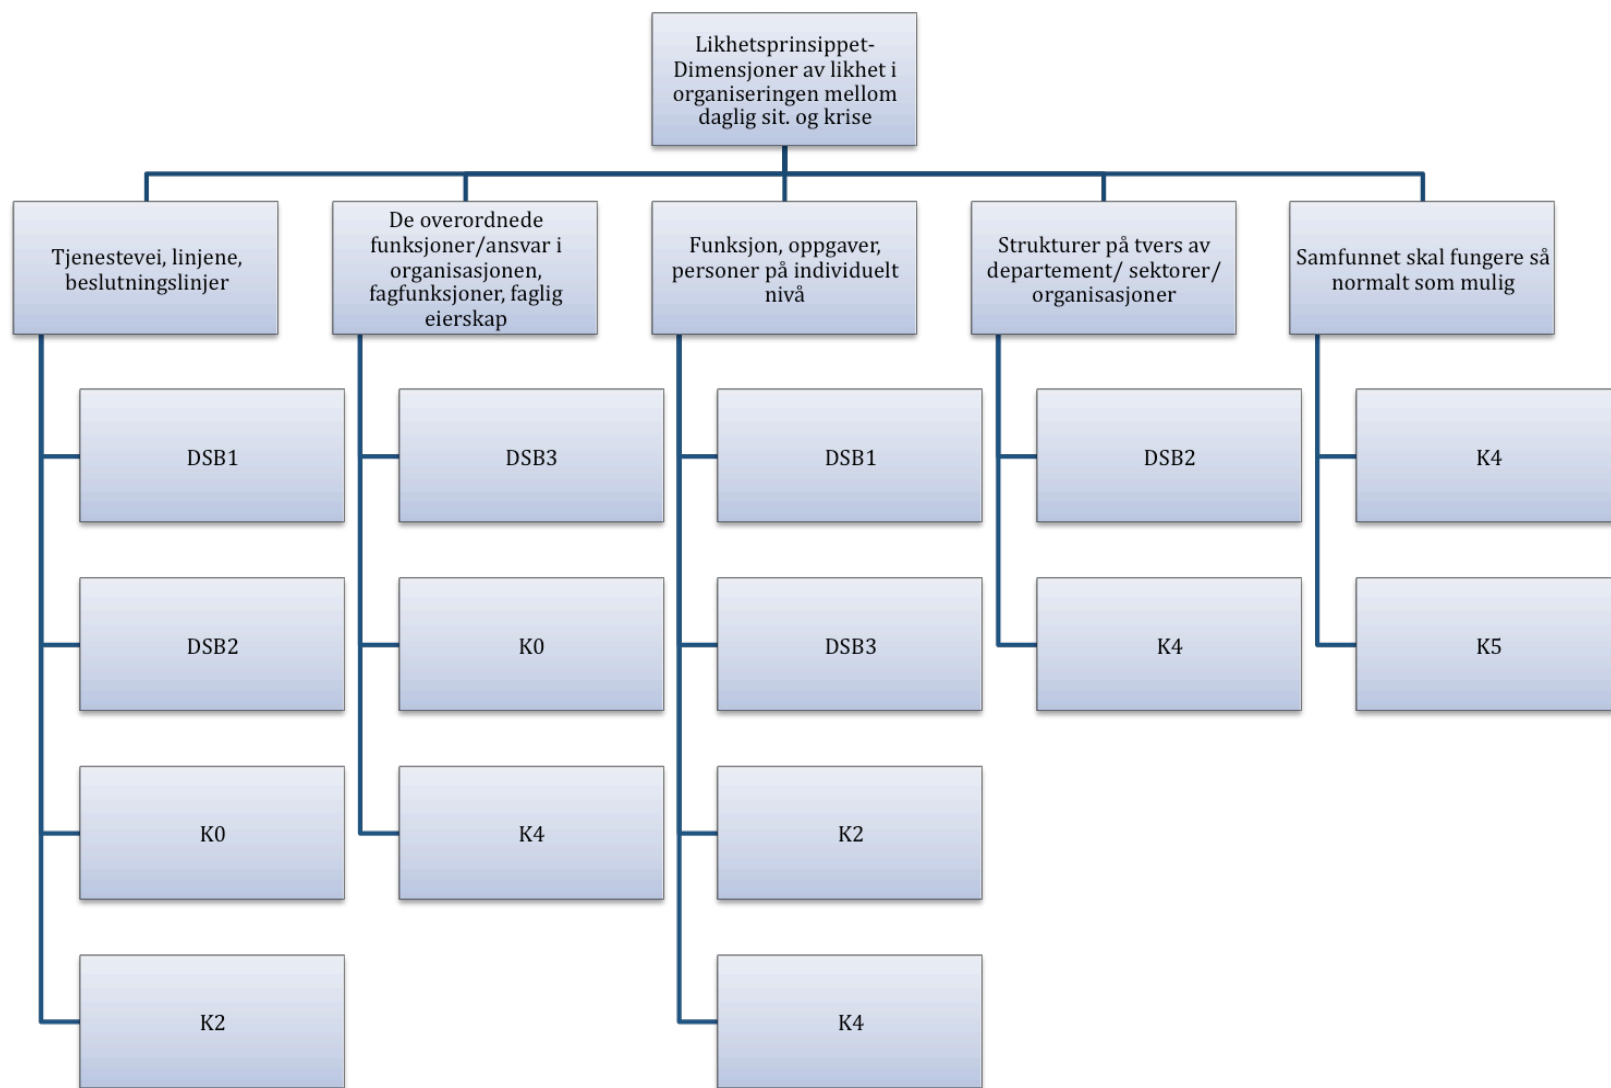 Likhetsprinsippet-
Dimensjoner av likhet i
organiseringen mellom
daglig sit. og krise
Tjenestevei, linjene,
beslutningslinjer
DSB1
DSB2
K0
K2
De overordnede
funksjoner/ansvar i
organisasjonen,
fagfunksjoner, faglig
eierskap
DSB3
K0
K4
Funksjon, oppgaver,
personer på individuelt
nivå
DSB1
DSB3
K2
K4
Strukturer på tvers av
departement/ sektorer/
organisasjoner
DSB2
K4
Samfunnet skal fungere så
normalt som mulig
K4
K5